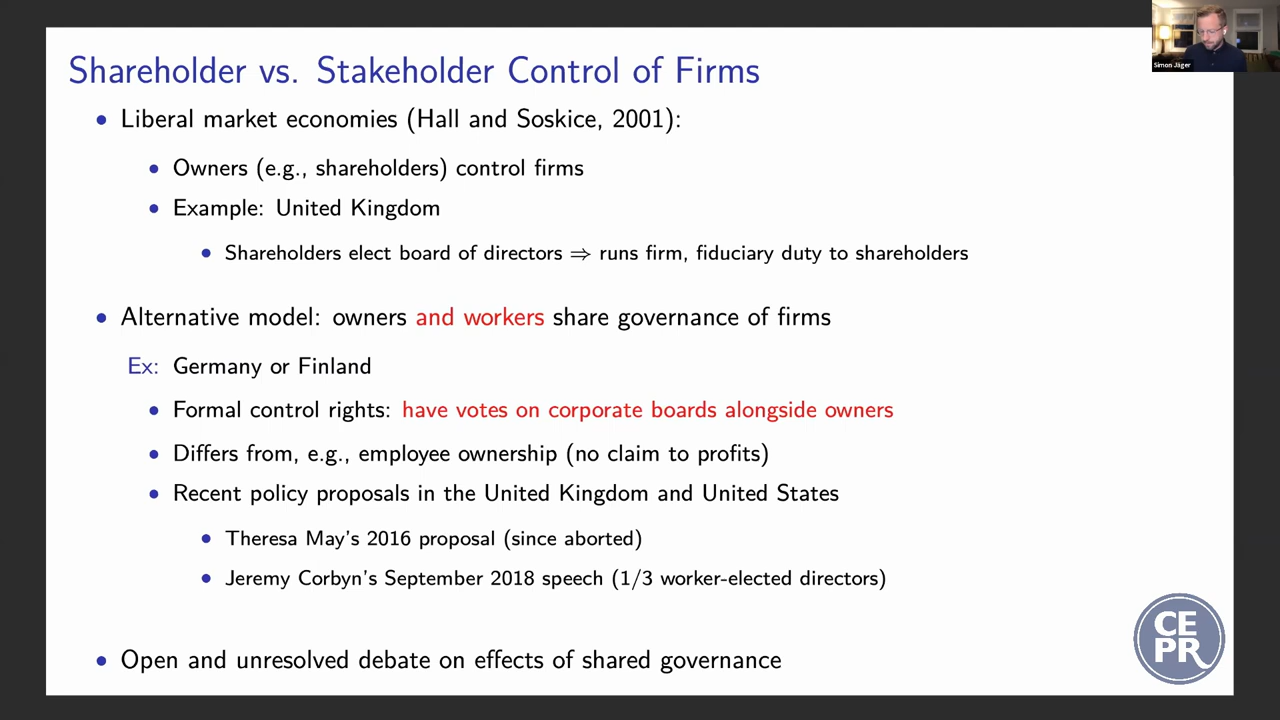 Simon Jäger
Shareholder vs. Stakeholder Control of Firms
• Liberal market economies (Hall and Soskice, 2001):
• Owners (e.g., shareholders) control firms
• Example: United Kingdom
• Shareholders elect board of directors ⇒ runs firm, fiduciary duty to shareholders
• Alternative model: owners and workers share governance of firms
Ex: Germany or Finland
• Formal control rights: have votes on corporate boards alongside owners
• Differs from, e.g., employee ownership (no claim to profits)
• Recent policy proposals in the United Kingdom and United States
• Theresa May's 2016 proposal (since aborted)
• Jeremy Corbyn's September 2018 speech (1/3 worker-elected directors)
• Open and unresolved debate on effects of shared governance
CE
PR